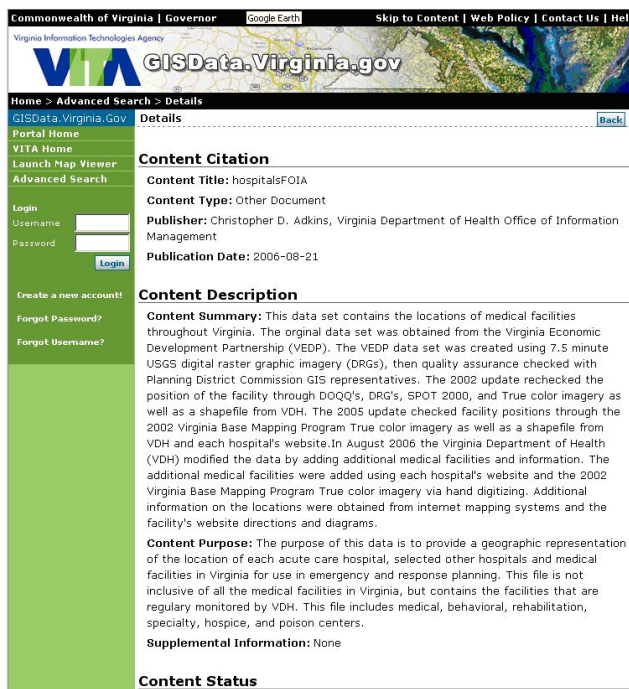 Commonwealth of Virginia | Governor
Google Earth
Skip to Content | Web Policy | Contact Us | Hel
Virginia Information Technologies Agency
VITA
GISData.Virginia.gov
Home > Advanced Search > Details
GISData.Virginia.Gov
Portal Home
VITA Home
Launch Map Viewer
Advanced Search
Login
Username
Password
Login
Create a new account!
Forgot Password?
Forgot Username?
Details
Back
Content Citation
Content Title: hospitalsFOIA
Content Type: Other Document
Publisher: Christopher D. Adkins, Virginia Department of Health Office of Information
Management
Publication Date: 2006-08-21
Content Description
Content Summary: This data set contains the locations of medical facilities
throughout Virginia. The orginal data set was obtained from the Virginia Economic
Development Partnership (VEDP). The VEDP data set was created using 7.5 minute
USGS digital raster graphic imagery (DRGs), then quality assurance checked with
Planning District Commission GIS representatives. The 2002 update rechecked the
position of the facility through DOQQ's, DRG's, SPOT 2000, and True color imagery as
well as a shapefile from VDH. The 2005 update checked facility positions through the
2002 Virginia Base Mapping Program True color imagery as well as a shapefile from
VDH and each hospital's website.In August 2006 the Virginia Department of Health
(VDH) modified the data by adding additional medical facilities and information. The
additional medical facilities were added using each hospital's website and the 2002
Virginia Base Mapping Program True color imagery via hand digitizing. Additional
information on the locations were obtained from internet mapping systems and the
facility's website directions and diagrams.
Content Purpose: The purpose of this data is to provide a geographic representation
of the location of each acute care hospital, selected other hospitals and medical
facilities in Virginia for use in emergency and response planning. This file is not
inclusive of all the medical facilities in Virginia, but contains the facilities that are
regulary monitored by VDH. This file includes medical, behavioral, rehabilitation,
specialty, hospice, and poison centers.
Supplemental Information: None
Content Status